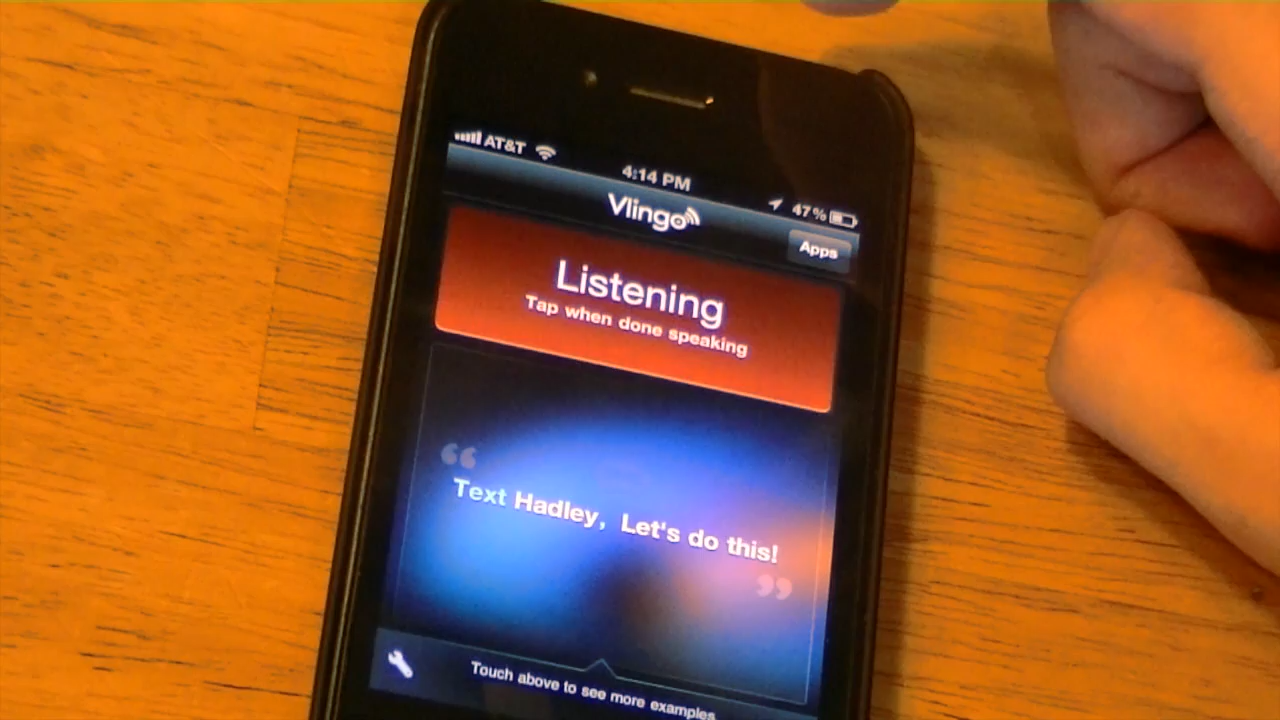 AT&T
4:14 PM
47%
Vlingo
Apps
Listening
Tap when done speaking
“
Text Hadley, Let's do this!
”
Touch above to see more examples